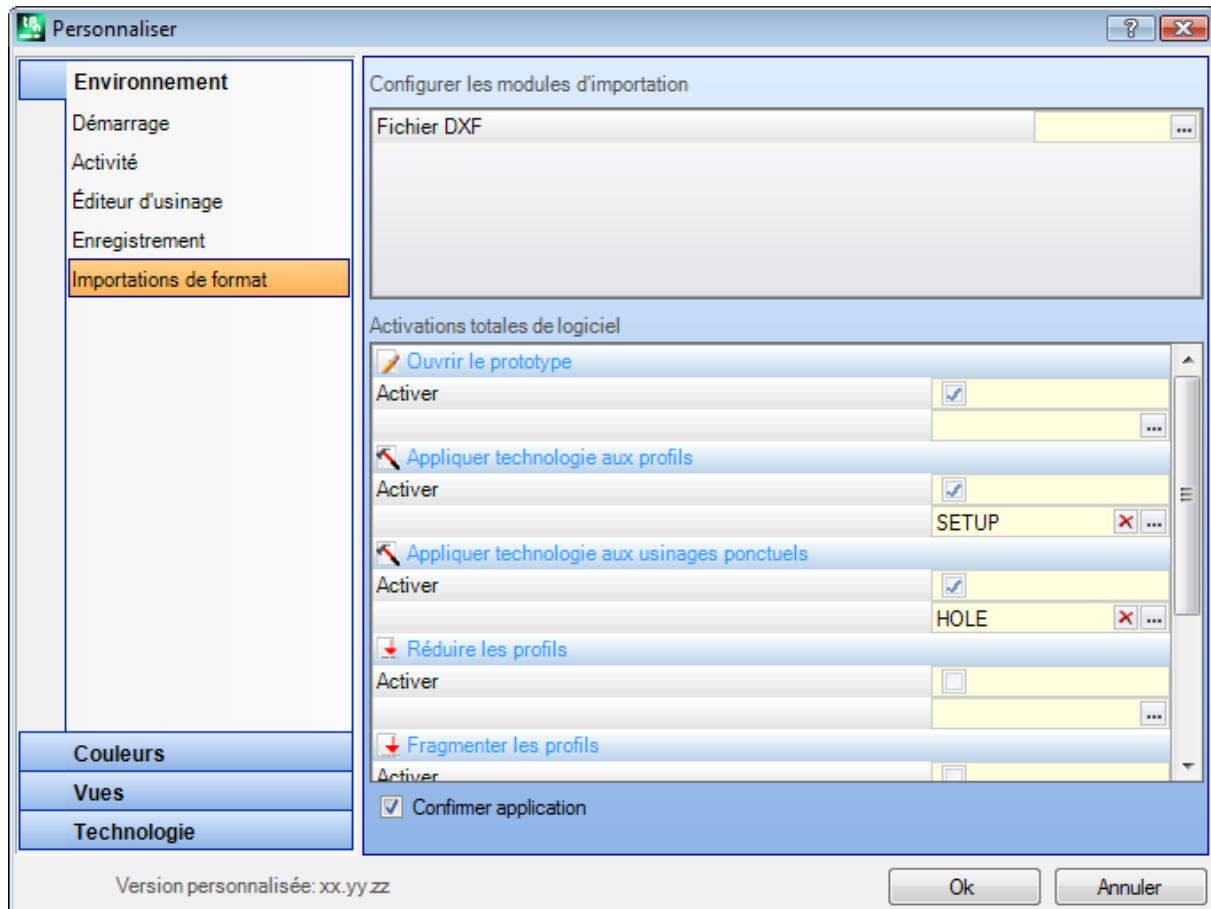 Personnaliser
Environnement
Démarrage
Activité
Éditeur d'usinage
Enregistrement
Importations de format
Couleurs
Vues
Technologie
Configurer les modules d'importation
Fichier DXF ...
Activations totales de logiciel
Ouvrir le prototype
Activer
...
Appliquer technologie aux profils
Activer
SETUP ...
Appliquer technologie aux usinages ponctuels
Activer
HOLE ...
Réduire les profils
Activer
...
Fragmenter les profils
Activer
Confirmer application
Version personnalisée: xx.yy.zz
Ok
Annuler